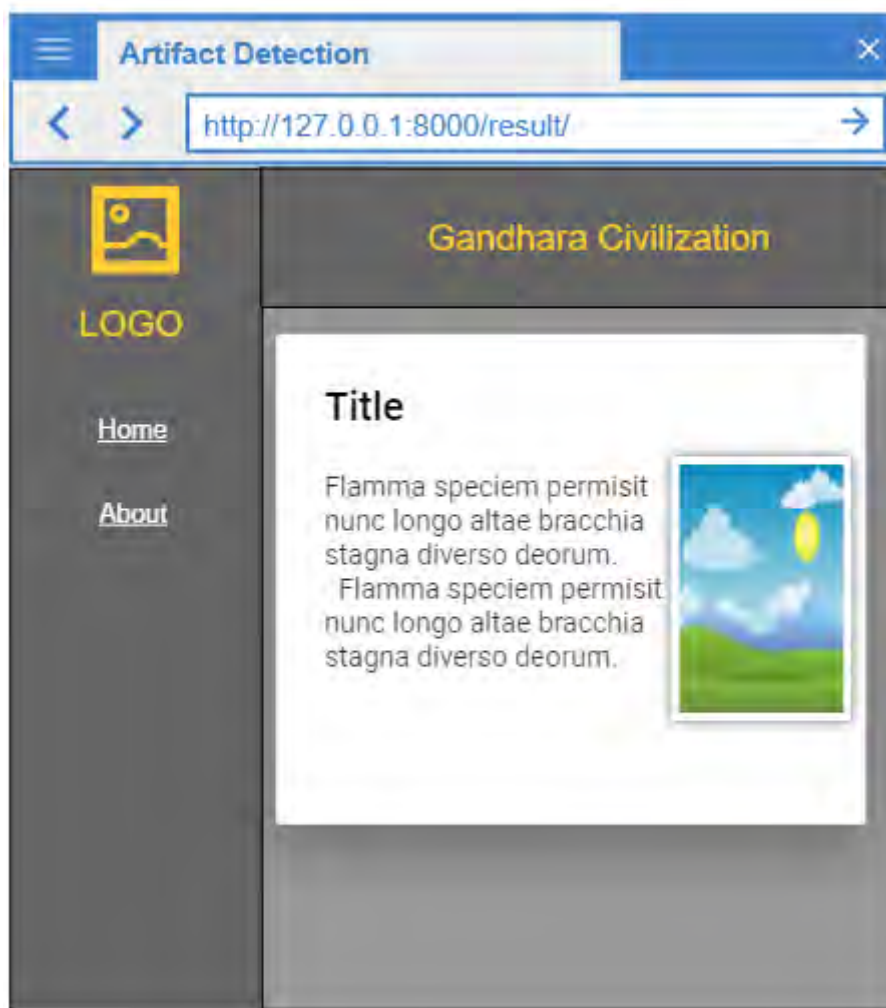 Artifact Detection
http://127.0.0.1:8000/result/
LOGO
Home
About
Gandhara Civilization
Title
Flamma speciem permisit
nunc longo altae bracchia
stagna diverso deorum.
Flamma speciem permisit
nunc longo altae bracchia
stagna diverso deorum.